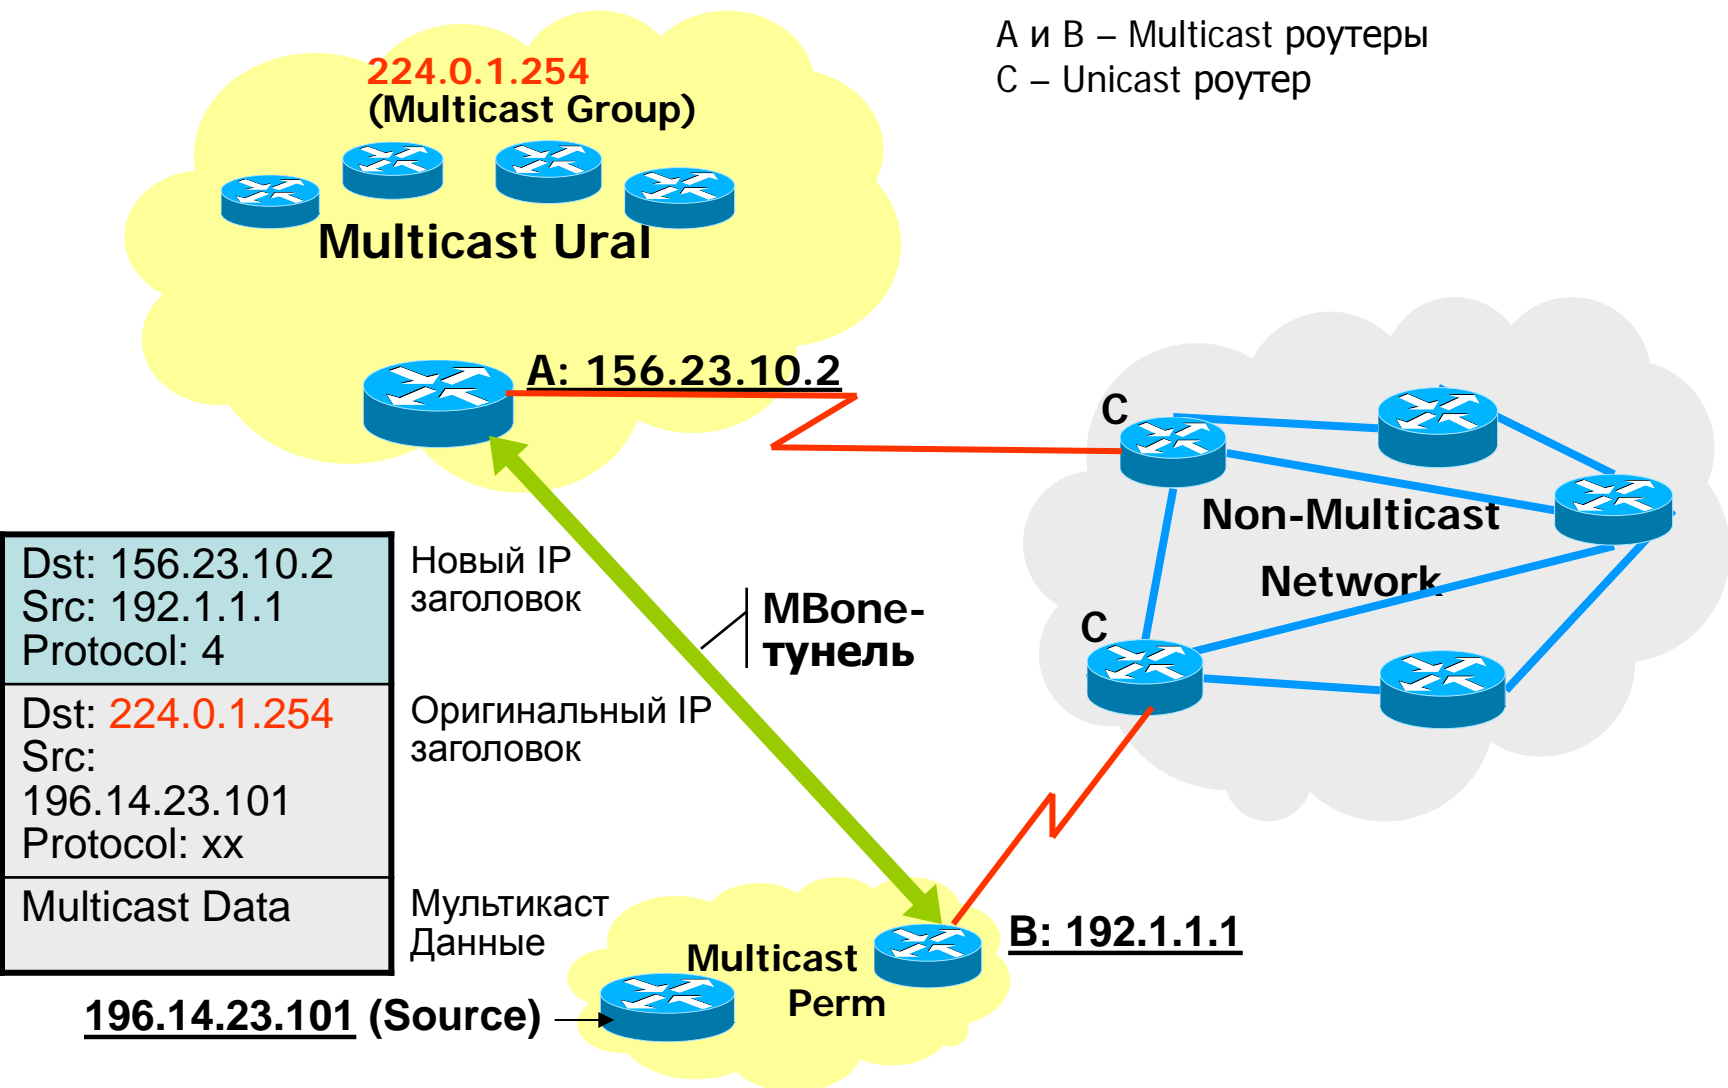 А и В – Multicast роутеры
С – Unicast роутер
224.0.1.254
(Multicast Group)
Multicast Ural
A: 156.23.10.2
C
Non-Multicast
Network
C
Dst: 156.23.10.2
Src: 192.1.1.1
Protocol: 4
Новый IP
заголовок
MBone-
тунель
Dst: 224.0.1.254
Src:
196.14.23.101
Protocol: xx
Оригинальный IP
заголовок
Multicast Data
Мультикаст
Данные
Multicast
Perm
B: 192.1.1.1
196.14.23.101 (Source)